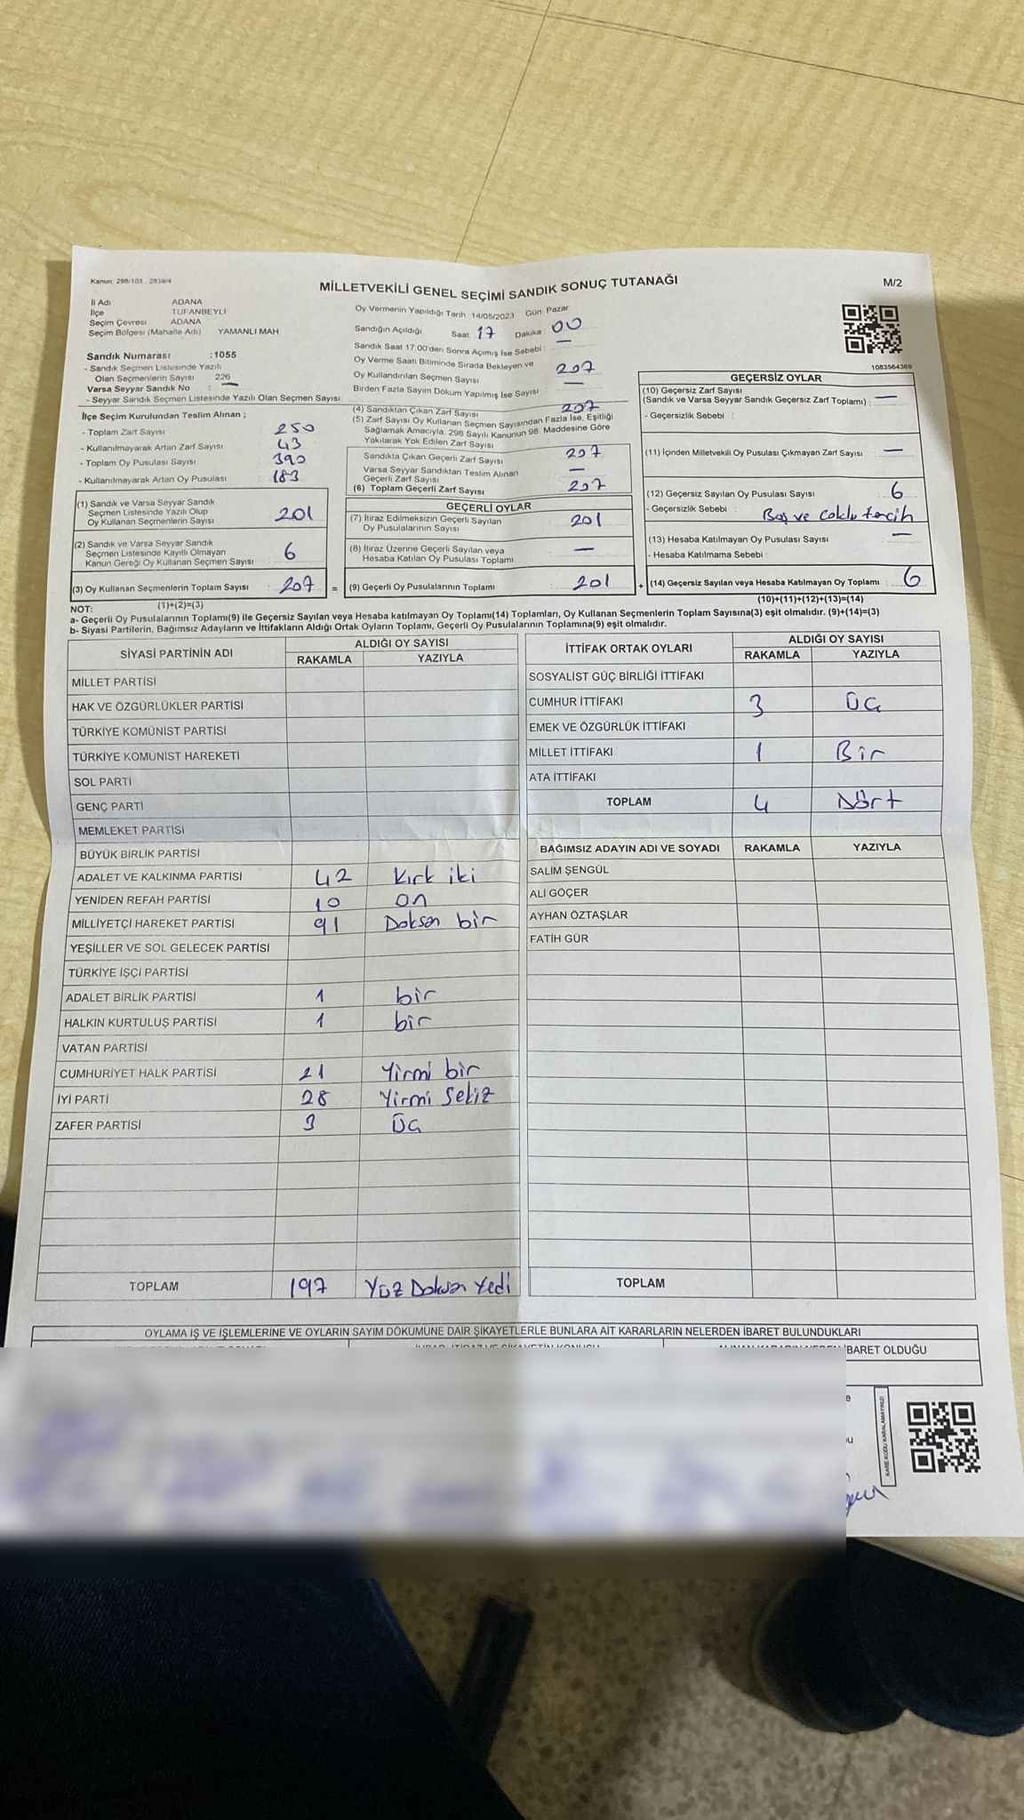 Kanun: 298/101 . 2839/4
MİLLETVEKİLİ GENEL SEÇİMİ SANDIK SONUÇ TUTANAĞI
M/2
İl Adı ADANA
İlçe TUFANBEYLİ
Seçim Çevresi ADANA
Seçim Bölgesi (Mahalle Adı) YAMANLI MAH
Sandık Numarası :1055
- Sandık Seçmen Listesinde Yazılı
Olan Seçmenlerin Sayısı 226
Varsa Seyyar Sandık No : —
- Seyyar Sandık Seçmen Listesinde Yazılı Olan Seçmen Sayısı
Oy Vermenin Yapıldığı Tarih 14/05/2023 Gün Pazar
Sandığın Açıldığı Saat 17 Dakika 00
Sandık Saat 17:00'den Sonra Açımış İse Sebebi : —
Oy Verme Saati Bitiminde Sırada Bekleyen ve
Oy Kullandırılan Seçmen Sayısı 207
Birden Fazla Sayım Döküm Yapılmış İse Sayısı —
1083564369
İlçe Seçim Kurulundan Teslim Alınan ;
- Toplam Zarf Sayısı 250
- Kullanılmayarak Artan Zarf Sayısı 43
- Toplam Oy Pusulası Sayısı 390
- Kullanılmayarak Artan Oy Pusulası 183
(4) Sandıktan Çıkan Zarf Sayısı 207
(5) Zarf Sayısı Oy Kullanan Seçmen Sayısından Fazla İse, Eşitliği
Sağlamak Amacıyla, 298 Sayılı Kanunun 98. Maddesine Göre
Yakılarak Yok Edilen Zarf Sayısı
Sandıkta Çıkan Geçerli Zarf Sayısı 207
Varsa Seyyar Sandıktan Teslim Alınan
Geçerli Zarf Sayısı —
(6) Toplam Geçerli Zarf Sayısı 207
GEÇERSİZ OYLAR
(10) Geçersiz Zarf Sayısı
(Sandık ve Varsa Seyyar Sandık Geçersiz Zarf Toplamı) —
- Geçersizlik Sebebi :
(11) İçinden Milletvekili Oy Pusulası Çıkmayan Zarf Sayısı —
(12) Geçersiz Sayılan Oy Pusulası Sayısı 6
- Geçersizlik Sebebi Boş ve Çoklu tercih
(13) Hesaba Katılmayan Oy Pusulası Sayısı —
- Hesaba Katılmama Sebebi
(14) Geçersiz Sayılan veya Hesaba Katılmayan Oy Toplamı 6
(10)+(11)+(12)+(13)=(14)
(1) Sandık ve Varsa Seyyar Sandık
Seçmen Listesinde Yazılı Olup
Oy Kullanan Seçmenlerin Sayısı 201
(2) Sandık ve Varsa Seyyar Sandık
Seçmen Listesinde Kayıtlı Olmayan
Kanun Gereği Oy Kullanan Seçmen Sayısı 6
(3) Oy Kullanan Seçmenlerin Toplam Sayısı 207 =
(1)+(2)=(3)
GEÇERLİ OYLAR
(7) İtiraz Edilmeksizin Geçerli Sayılan
Oy Pusulalarının Sayısı 201
(8) İtiraz Üzerine Geçerli Sayılan veya
Hesaba Katılan Oy Pusulası Toplamı —
(9) Geçerli Oy Pusulalarının Toplamı 201 +
NOT:
a- Geçerli Oy Pusulalarının Toplamı(9) ile Geçersiz Sayılan veya Hesaba katılmayan Oy Toplamı(14) Toplamları, Oy Kullanan Seçmenlerin Toplam Sayısına(3) eşit olmalıdır. (9)+(14)=(3)
b- Siyasi Partilerin, Bağımsız Adayların ve İttifakların Aldığı Ortak Oyların Toplamı, Geçerli Oy Pusulalarının Toplamına(9) eşit olmalıdır.
SİYASİ PARTİNİN ADI
ALDIĞI OY SAYISI
RAKAMLA YAZIYLA
MİLLET PARTİSİ
HAK VE ÖZGÜRLÜKLER PARTİSİ
TÜRKİYE KOMÜNİST PARTİSİ
TÜRKİYE KOMÜNİST HAREKETİ
SOL PARTİ
GENÇ PARTİ
MEMLEKET PARTİSİ
BÜYÜK BİRLİK PARTİSİ
ADALET VE KALKINMA PARTİSİ 42 Kırk iki
YENİDEN REFAH PARTİSİ 10 On
MİLLİYETÇİ HAREKET PARTİSİ 91 Doksan bir
YEŞİLLER VE SOL GELECEK PARTİSİ
TÜRKİYE İŞÇİ PARTİSİ
ADALET BİRLİK PARTİSİ 1 bir
HALKIN KURTULUŞ PARTİSİ 1 bir
VATAN PARTİSİ
CUMHURİYET HALK PARTİSİ 21 Yirmi bir
İYİ PARTİ 28 Yirmi Sekiz
ZAFER PARTİSİ 3 Üç
TOPLAM 197 Yüz Doksan Yedi
İTTİFAK ORTAK OYLARI
ALDIĞI OY SAYISI
RAKAMLA YAZIYLA
SOSYALİST GÜÇ BİRLİĞİ İTTİFAKI
CUMHUR İTTİFAKI 3 Üç
EMEK VE ÖZGÜRLÜK İTTİFAKI
MİLLET İTTİFAKI 1 Bir
ATA İTTİFAKI
TOPLAM 4 Dört
BAĞIMSIZ ADAYIN ADI VE SOYADI RAKAMLA YAZIYLA
SALİM ŞENGÜL
ALİ GÖÇER
AYHAN ÖZTAŞLAR
FATİH GÜR
TOPLAM
OYLAMA İŞ VE İŞLEMLERİNE VE OYLARIN SAYIM DÖKÜMÜNE DAİR ŞİKAYETLERLE BUNLARA AİT KARARLARIN NELERDEN İBARET BULUNDUKLARI
İBARET OLDUĞU
KARE KODU KARALAMAYINIZ